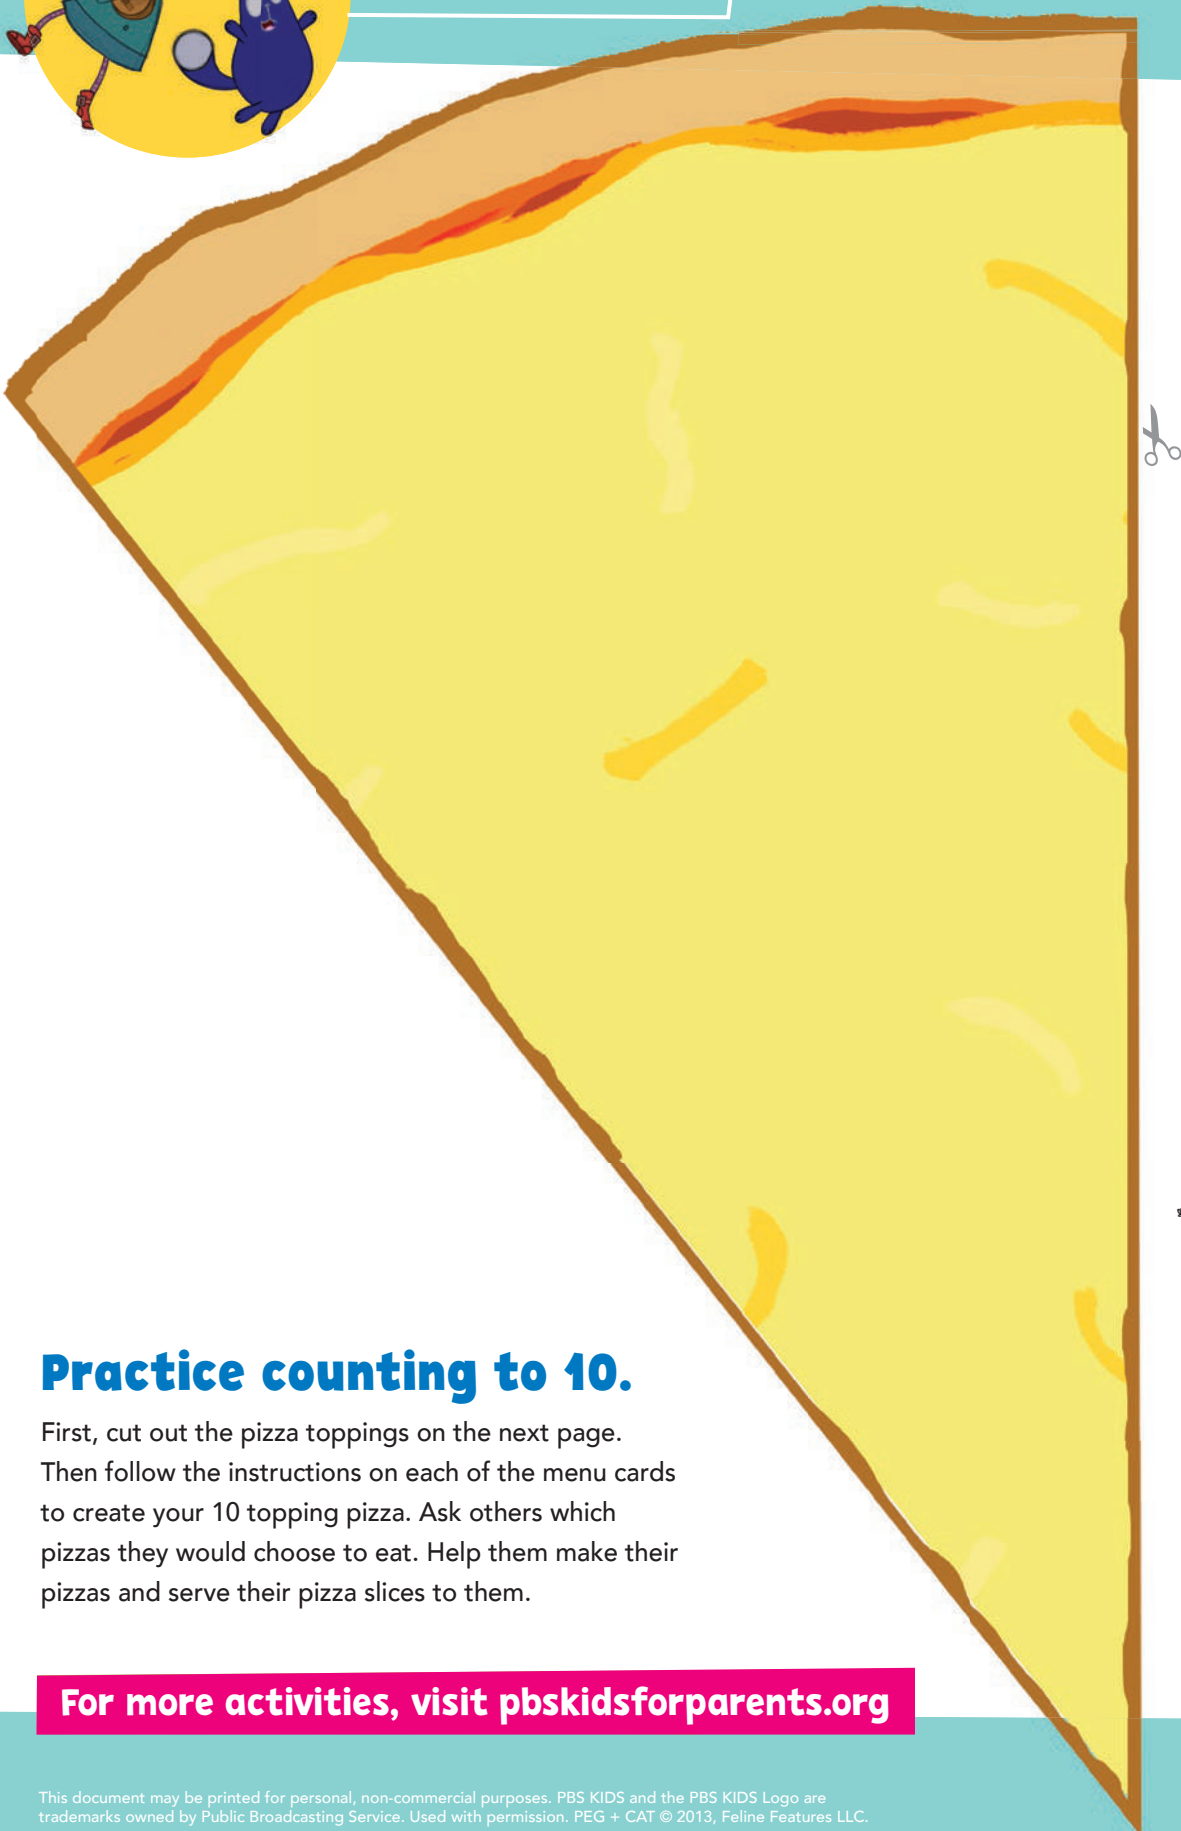 Practice counting to 10.
First, cut out the pizza toppings on the next page.
Then follow the instructions on each of the menu cards
to create your 10 topping pizza. Ask others which
pizzas they would choose to eat. Help them make their
pizzas and serve their pizza slices to them.
For more activities, visit pbskidsforparents.org
This document may be printed for personal, non-commercial purposes. PBS KIDS and the PBS KIDS Logo are
trademarks owned by Public Broadcasting Service. Used with permission. PEG + CAT © 2013, Feline Features LLC.